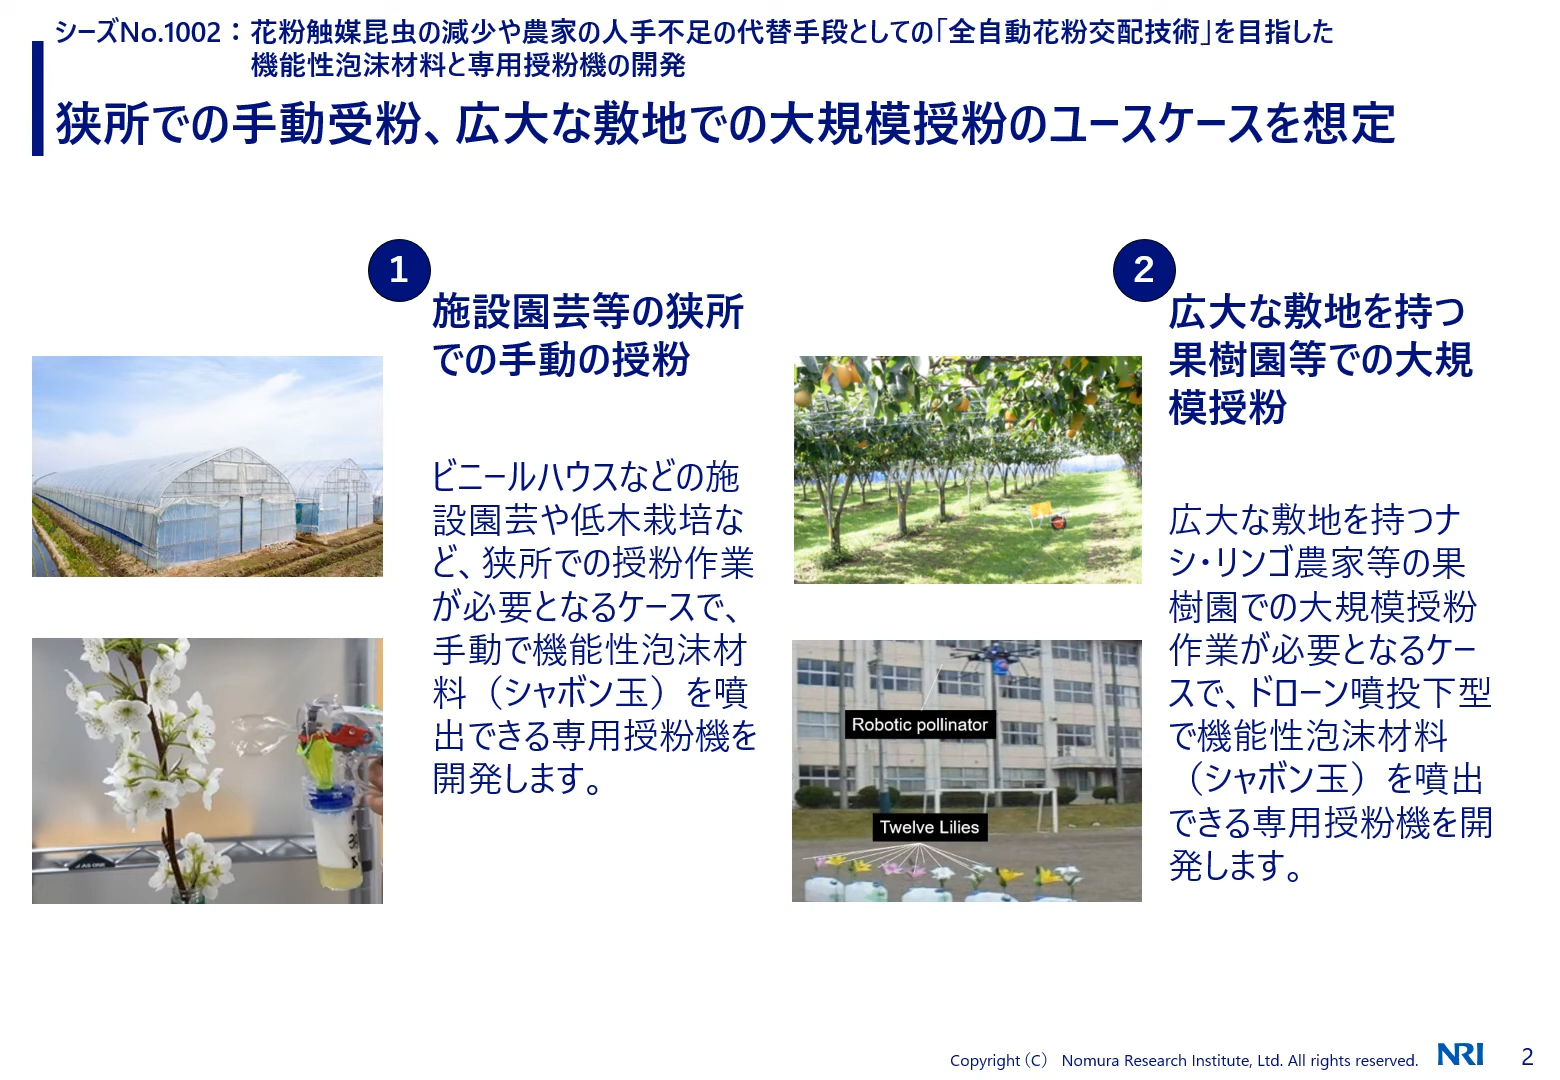 シーズNo.1002：花粉触媒昆虫の減少や農家の人手不足の代替手段としての「全自動花粉交配技術」を目指した
機能性泡沫材料と専用授粉機の開発
狭所での手動受粉、広大な敷地での大規模授粉のユースケースを想定
1
施設園芸等の狭所
での手動の授粉
ビニールハウスなどの施
設園芸や低木栽培な
ど、狭所での授粉作業
が必要となるケースで、
手動で機能性泡沫材
料（シャボン玉）を噴
出できる専用授粉機を
開発します。
2
広大な敷地を持つ
果樹園等での大規
模授粉
広大な敷地を持つナ
シ・リンゴ農家等の果
樹園での大規模授粉
作業が必要となるケー
スで、ドローン噴投下型
で機能性泡沫材料
（シャボン玉）を噴出
できる専用授粉機を開
発します。
Robotic pollinator
Twelve Lilies
Copyright（C） Nomura Research Institute, Ltd. All rights reserved.
NRI
2